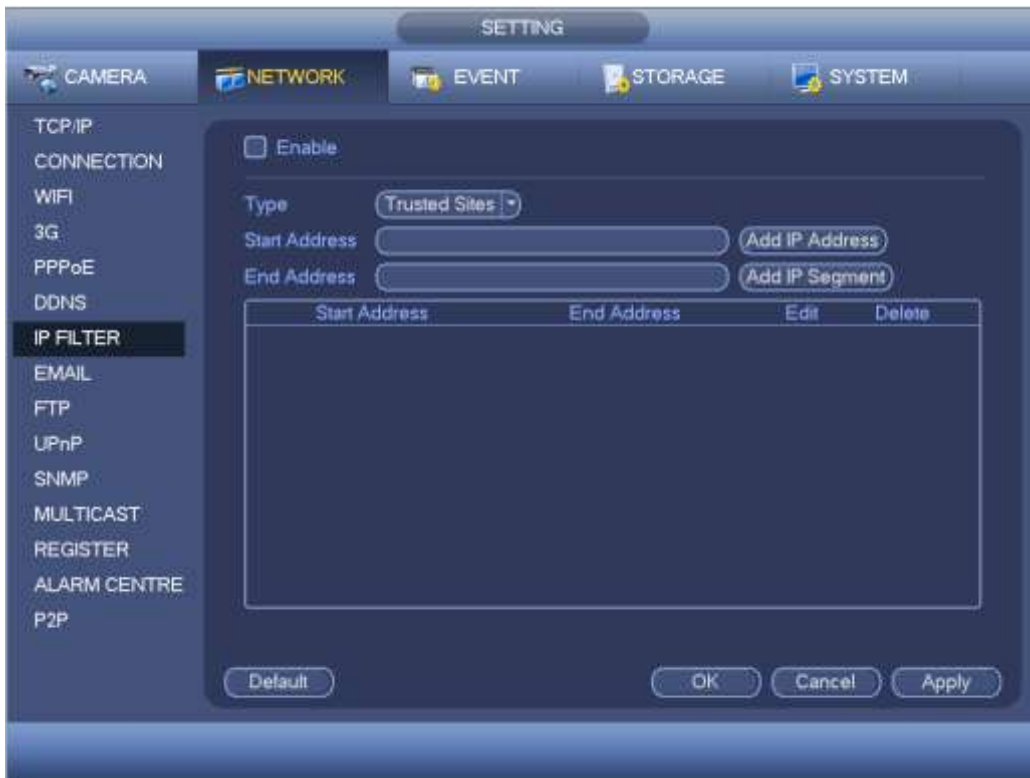 SETTING
CAMERA NETWORK EVENT STORAGE SYSTEM
TCP/IP
CONNECTION
WIFI
3G
PPPoE
DDNS
IP FILTER
EMAIL
FTP
UPnP
SNMP
MULTICAST
REGISTER
ALARM CENTRE
P2P
Enable
Type Trusted Sites
Start Address Add IP Address
End Address Add IP Segment
Start Address End Address Edit Delete
Default OK Cancel Apply